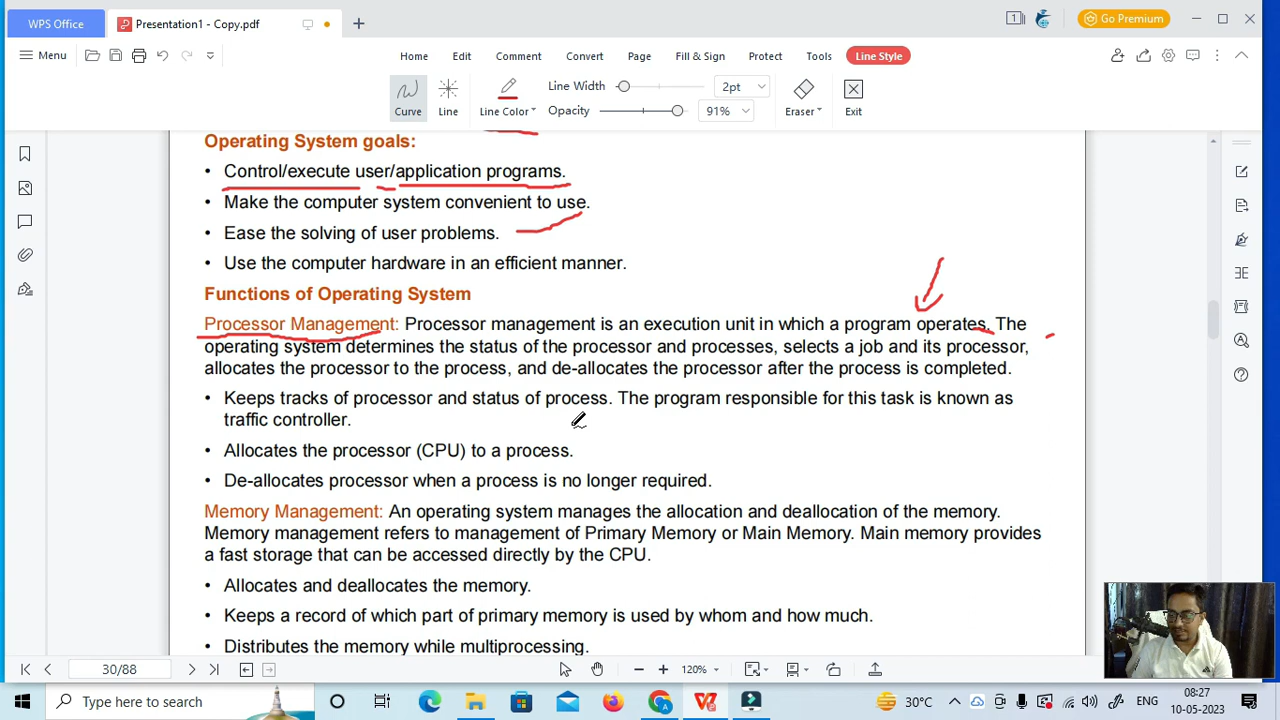 WPS Office
Presentation1 - Copy.pdf
1
Go Premium
Menu
Home Edit Comment Convert Page Fill & Sign Protect Tools Line Style
Curve
Line
Line Color
Line Width 2pt
Opacity 91%
Eraser
Exit
Operating System goals:
• Control/execute user/application programs.
• Make the computer system convenient to use.
• Ease the solving of user problems.
• Use the computer hardware in an efficient manner.
Functions of Operating System
Processor Management: Processor management is an execution unit in which a program operates. The
operating system determines the status of the processor and processes, selects a job and its processor,
allocates the processor to the process, and de-allocates the processor after the process is completed.
• Keeps tracks of processor and status of process. The program responsible for this task is known as
traffic controller.
• Allocates the processor (CPU) to a process.
• De-allocates processor when a process is no longer required.
Memory Management: An operating system manages the allocation and deallocation of the memory.
Memory management refers to management of Primary Memory or Main Memory. Main memory provides
a fast storage that can be accessed directly by the CPU.
• Allocates and deallocates the memory.
• Keeps a record of which part of primary memory is used by whom and how much.
• Distributes the memory while multiprocessing.
30/88
120%
Type here to search
30°C
ENG
08:27
10-05-2023